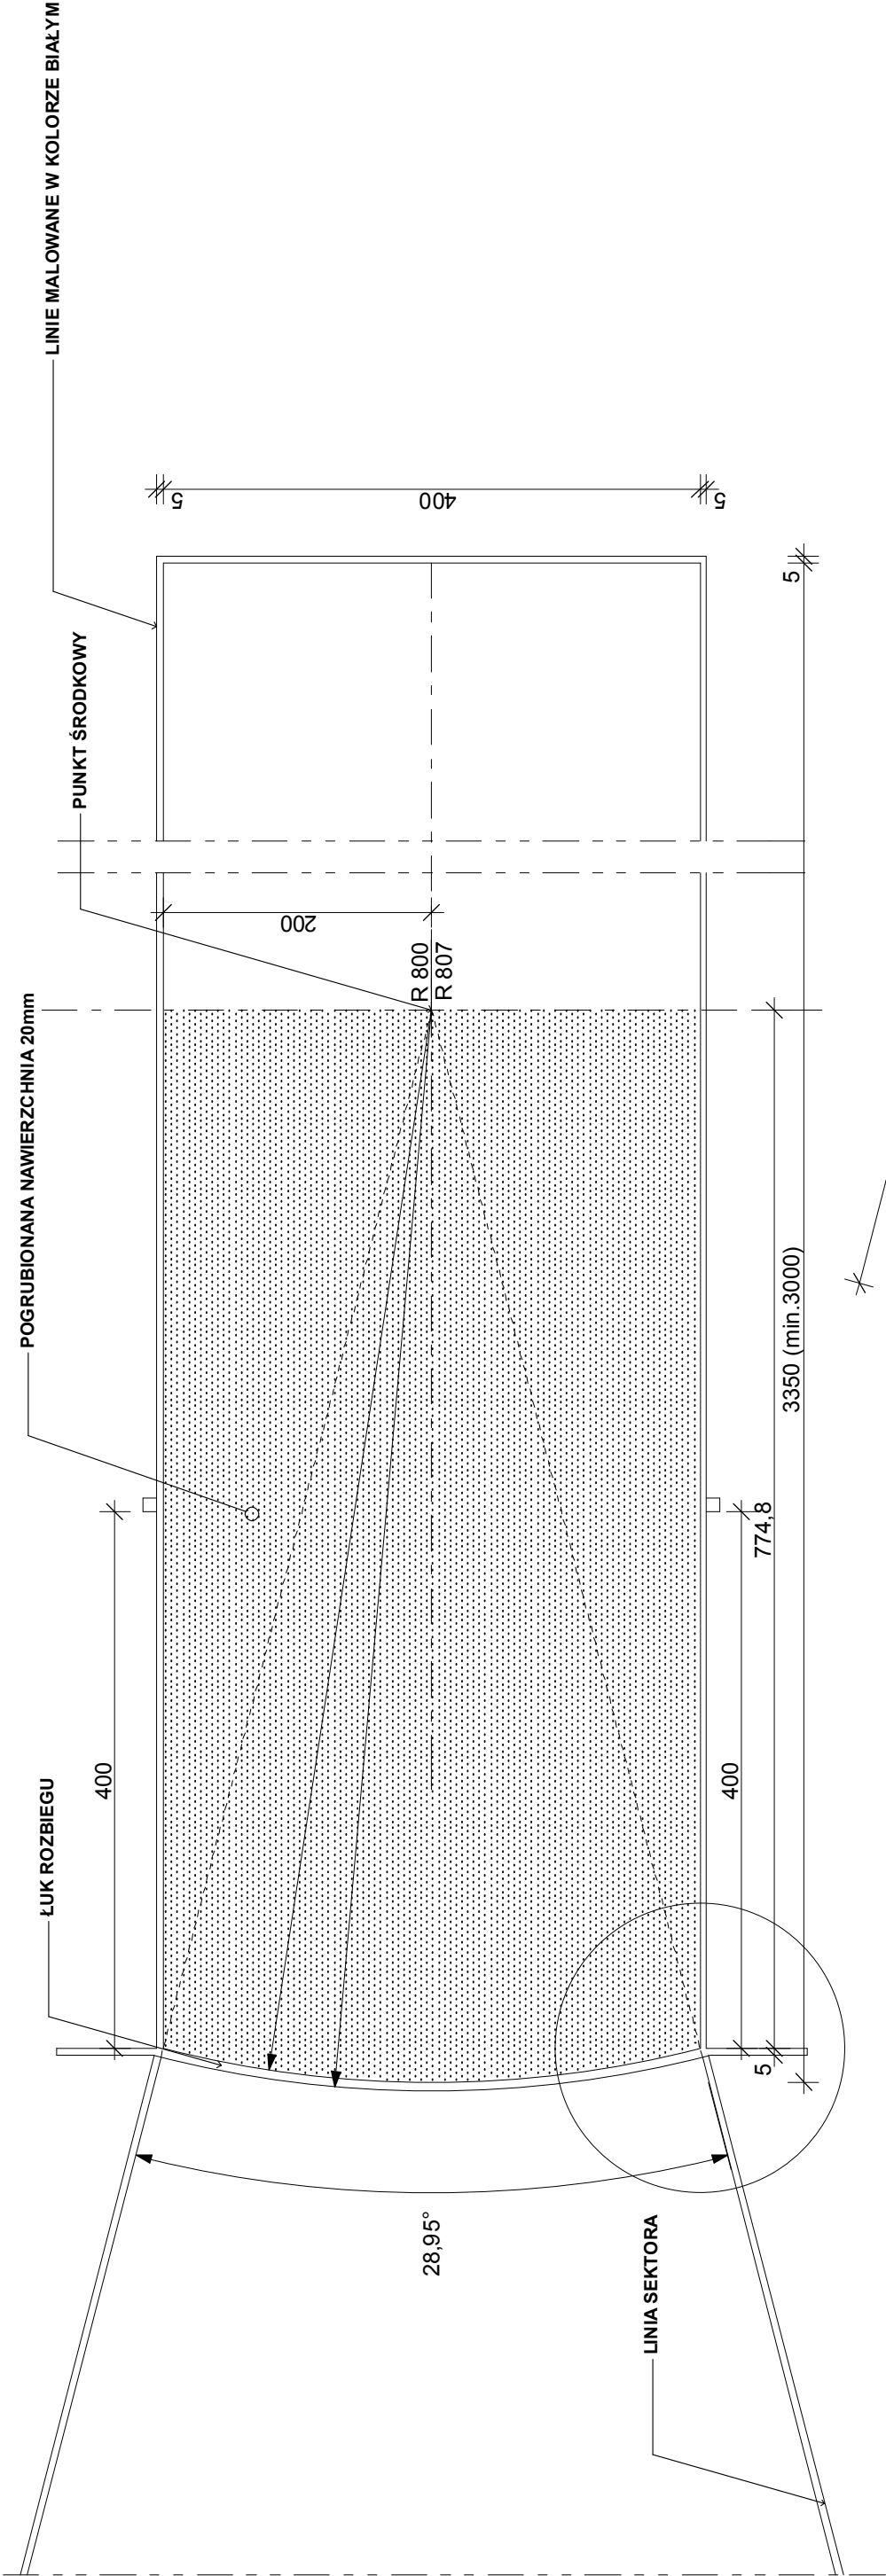 LINIE MALOWANE W KOLORZE BIAŁYM
PUNKT ŚRODKOWY
POGRUBIONANA NAWIERZCHNIA 20mm
ŁUK ROZBIEGU
LINIA SEKTORA
5
400
5
5
200
R 800
R 807
3350 (min.3000)
774,8
400
400
5
28,95°